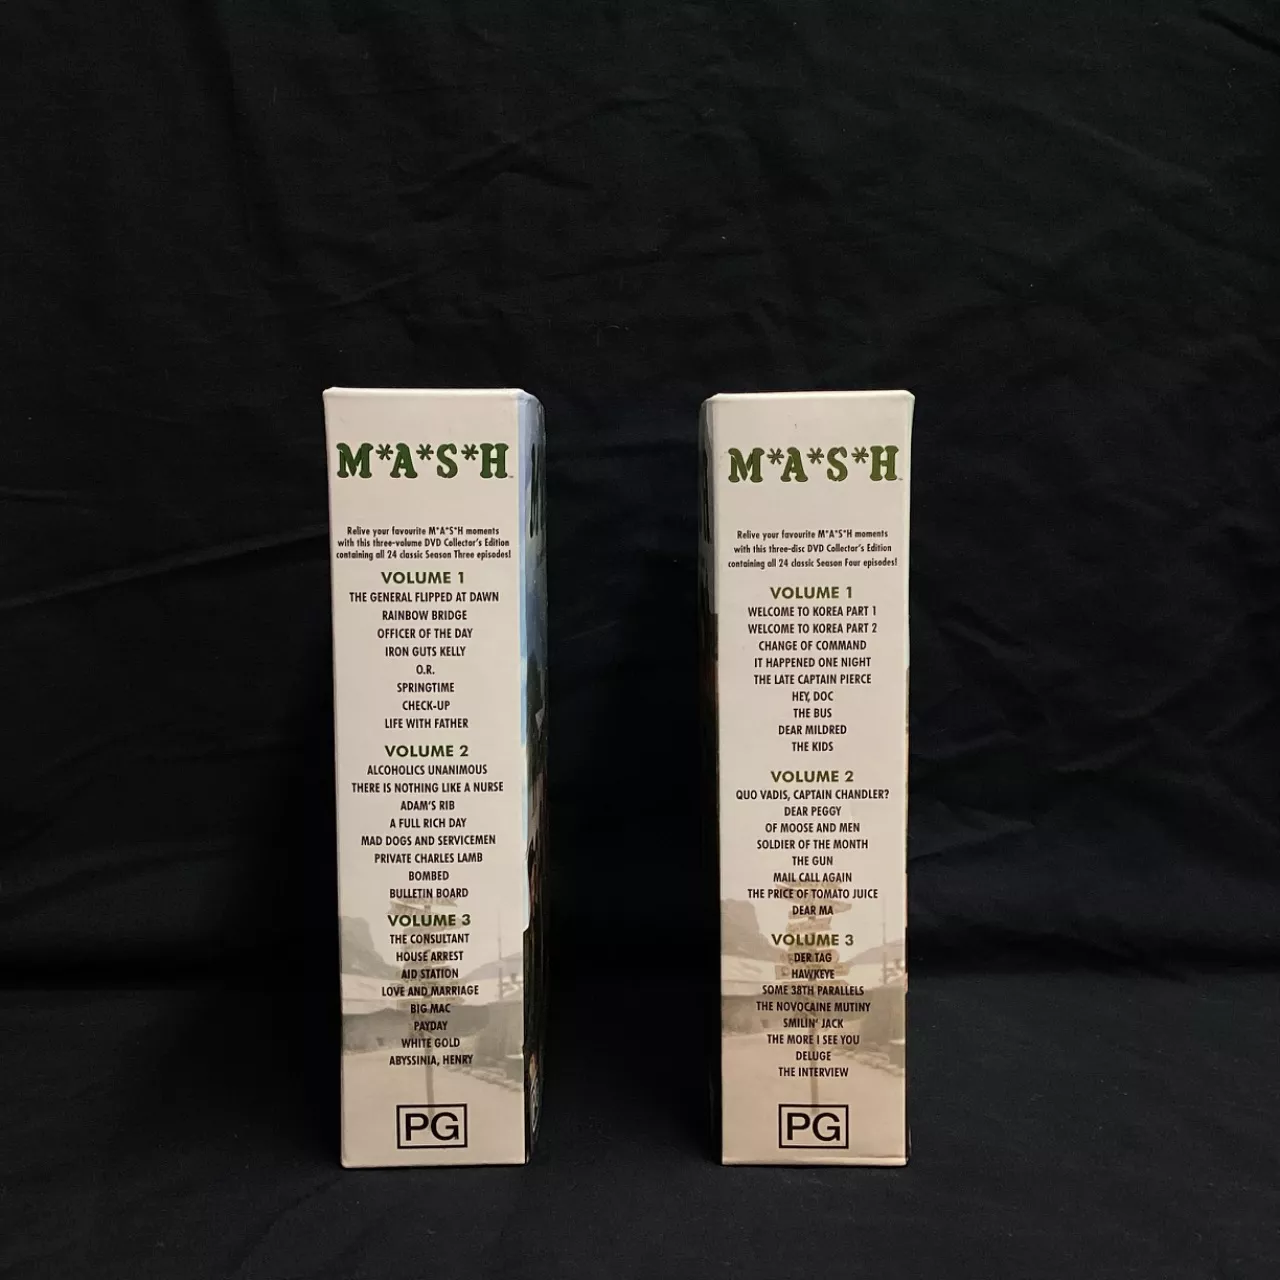 M*A*S*H
Relive your favourite M*A*S*H moments
with this three-volume DVD Collector's Edition
containing all 24 classic Season Three episodes!
VOLUME 1
THE GENERAL FLIPPED AT DAWN
RAINBOW BRIDGE
OFFICER OF THE DAY
IRON GUTS KELLY
O.R.
SPRINGTIME
CHECK-UP
LIFE WITH FATHER
VOLUME 2
ALCOHOLICS UNANIMOUS
THERE IS NOTHING LIKE A NURSE
ADAM'S RIB
A FULL RICH DAY
MAD DOGS AND SERVICEMEN
PRIVATE CHARLES LAMB
BOMBED
BULLETIN BOARD
VOLUME 3
THE CONSULTANT
HOUSE ARREST
AID STATION
LOVE AND MARRIAGE
BIG MAC
PAYDAY
WHITE GOLD
ABYSSINIA, HENRY
PG
M*A*S*H
Relive your favourite M*A*S*H moments
with this three-disc DVD Collector's Edition
containing all 24 classic Season Four episodes!
VOLUME 1
WELCOME TO KOREA PART 1
WELCOME TO KOREA PART 2
CHANGE OF COMMAND
IT HAPPENED ONE NIGHT
THE LATE CAPTAIN PIERCE
HEY, DOC
THE BUS
DEAR MILDRED
THE KIDS
VOLUME 2
QUO VADIS, CAPTAIN CHANDLER?
DEAR PEGGY
OF MOOSE AND MEN
SOLDIER OF THE MONTH
THE GUN
MAIL CALL AGAIN
THE PRICE OF TOMATO JUICE
DEAR MA
VOLUME 3
DER TAG
HAWKEYE
SOME 38TH PARALLELS
THE NOVOCAINE MUTINY
SMILIN' JACK
THE MORE I SEE YOU
DELUGE
THE INTERVIEW
PG